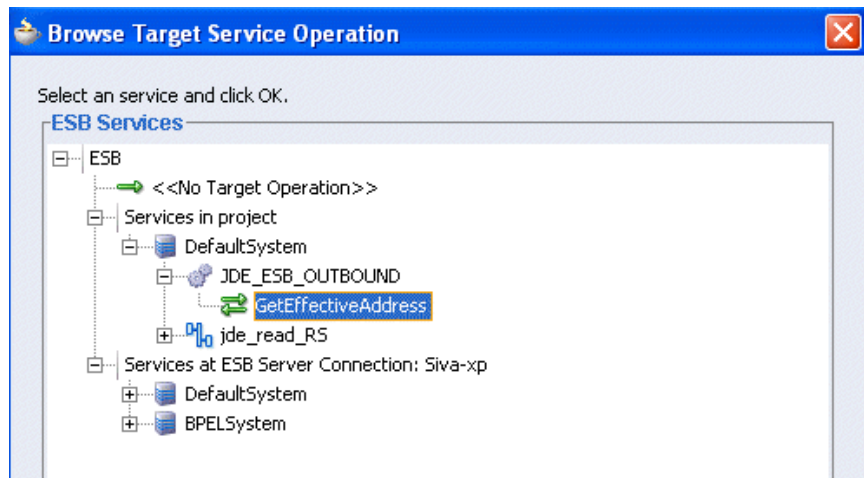 Browse Target Service Operation
Select an service and click OK.
ESB Services
ESB
<<No Target Operation>>
Services in project
DefaultSystem
JDE_ESB_OUTBOUND
GetEffectiveAddress
jde_read_RS
Services at ESB Server Connection: Siva-xp
DefaultSystem
BPELSystem